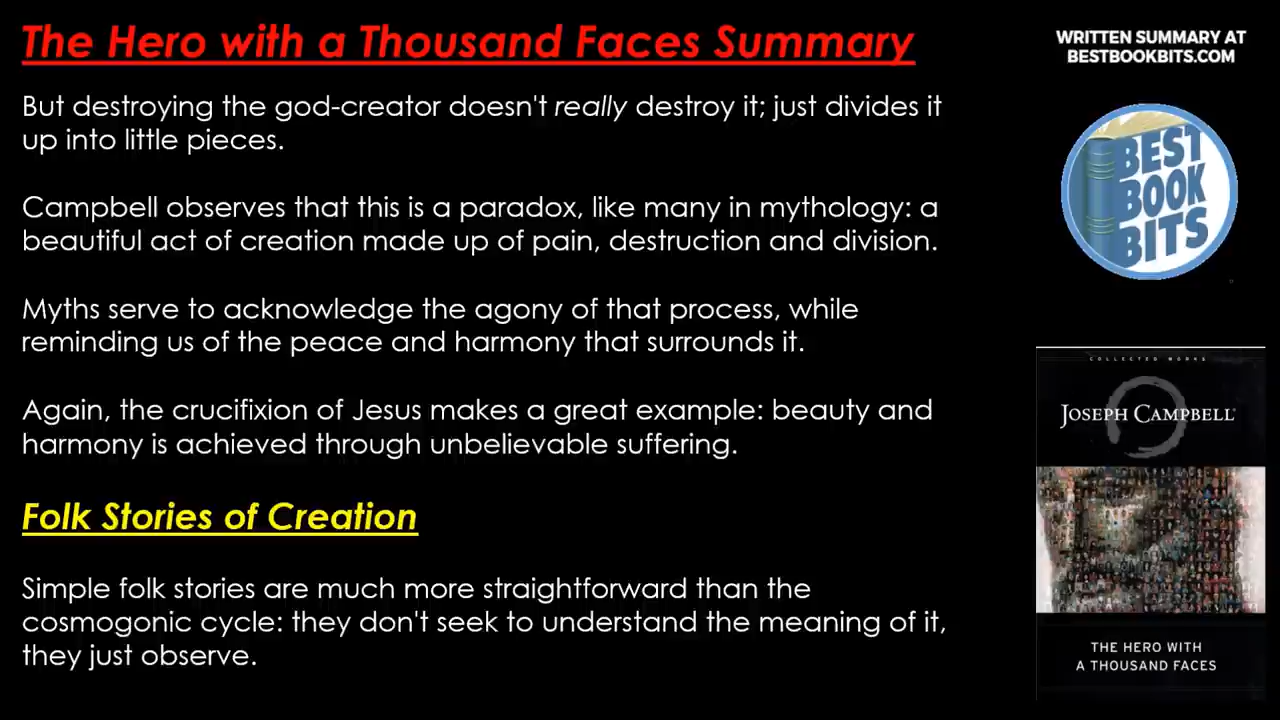 The Hero with a Thousand Faces Summary
But destroying the god-creator doesn't really destroy it; just divides it
up into little pieces.
Campbell observes that this is a paradox, like many in mythology: a
beautiful act of creation made up of pain, destruction and division.
Myths serve to acknowledge the agony of that process, while
reminding us of the peace and harmony that surrounds it.
Again, the crucifixion of Jesus makes a great example: beauty and
harmony is achieved through unbelievable suffering.
Folk Stories of Creation
Simple folk stories are much more straightforward than the
cosmogonic cycle: they don't seek to understand the meaning of it,
they just observe.
WRITTEN SUMMARY AT
BESTBOOKBITS.COM
BEST
BOOK
BITS
COLLECTED WORKS
JOSEPH CAMPBELL
THE HERO WITH
A THOUSAND FACES